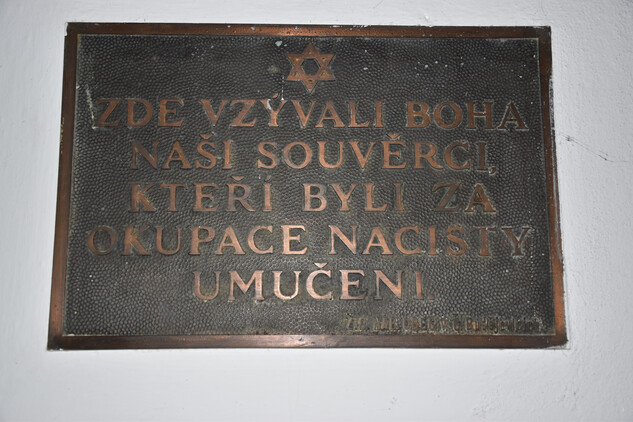 ZDE VZÝVALI BOHA
NAŠI SOUVĚRCI,
KTEŘÍ BYLI ZA
OKUPACE NACISTY
UMUČENI